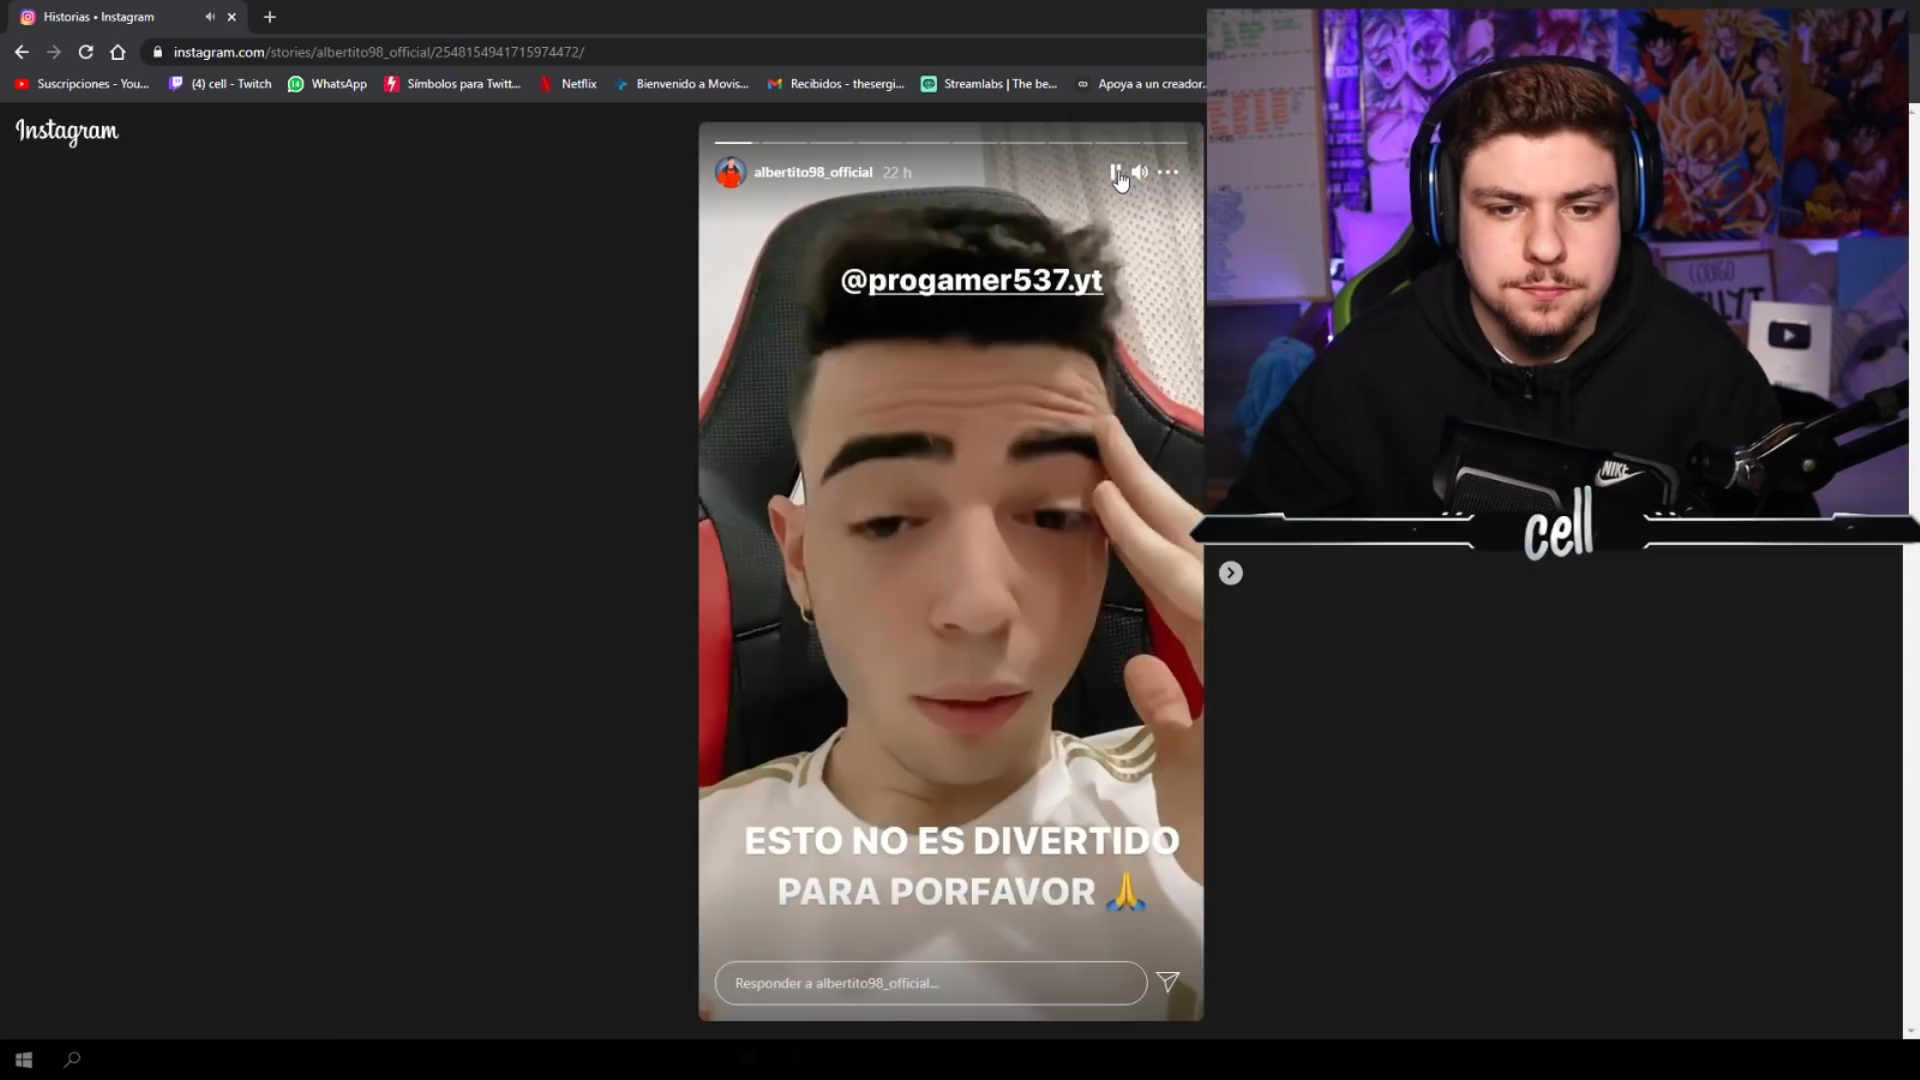 Historias • Instagram
instagram.com/stories/albertito98_official/2548154941715974472/
Suscripciones - You...
(4) cell - Twitch
WhatsApp
Símbolos para Twitt...
Netflix
Bienvenido a Movis...
Recibidos - thesergi...
Streamlabs | The be...
Apoya a un creador...
Instagram
albertito98_official 22 h
@progamer537.yt
ESTO NO ES DIVERTIDO
PARA PORFAVOR 🙏
Responder a albertito98_official...
CODIGO
NIKE
cell